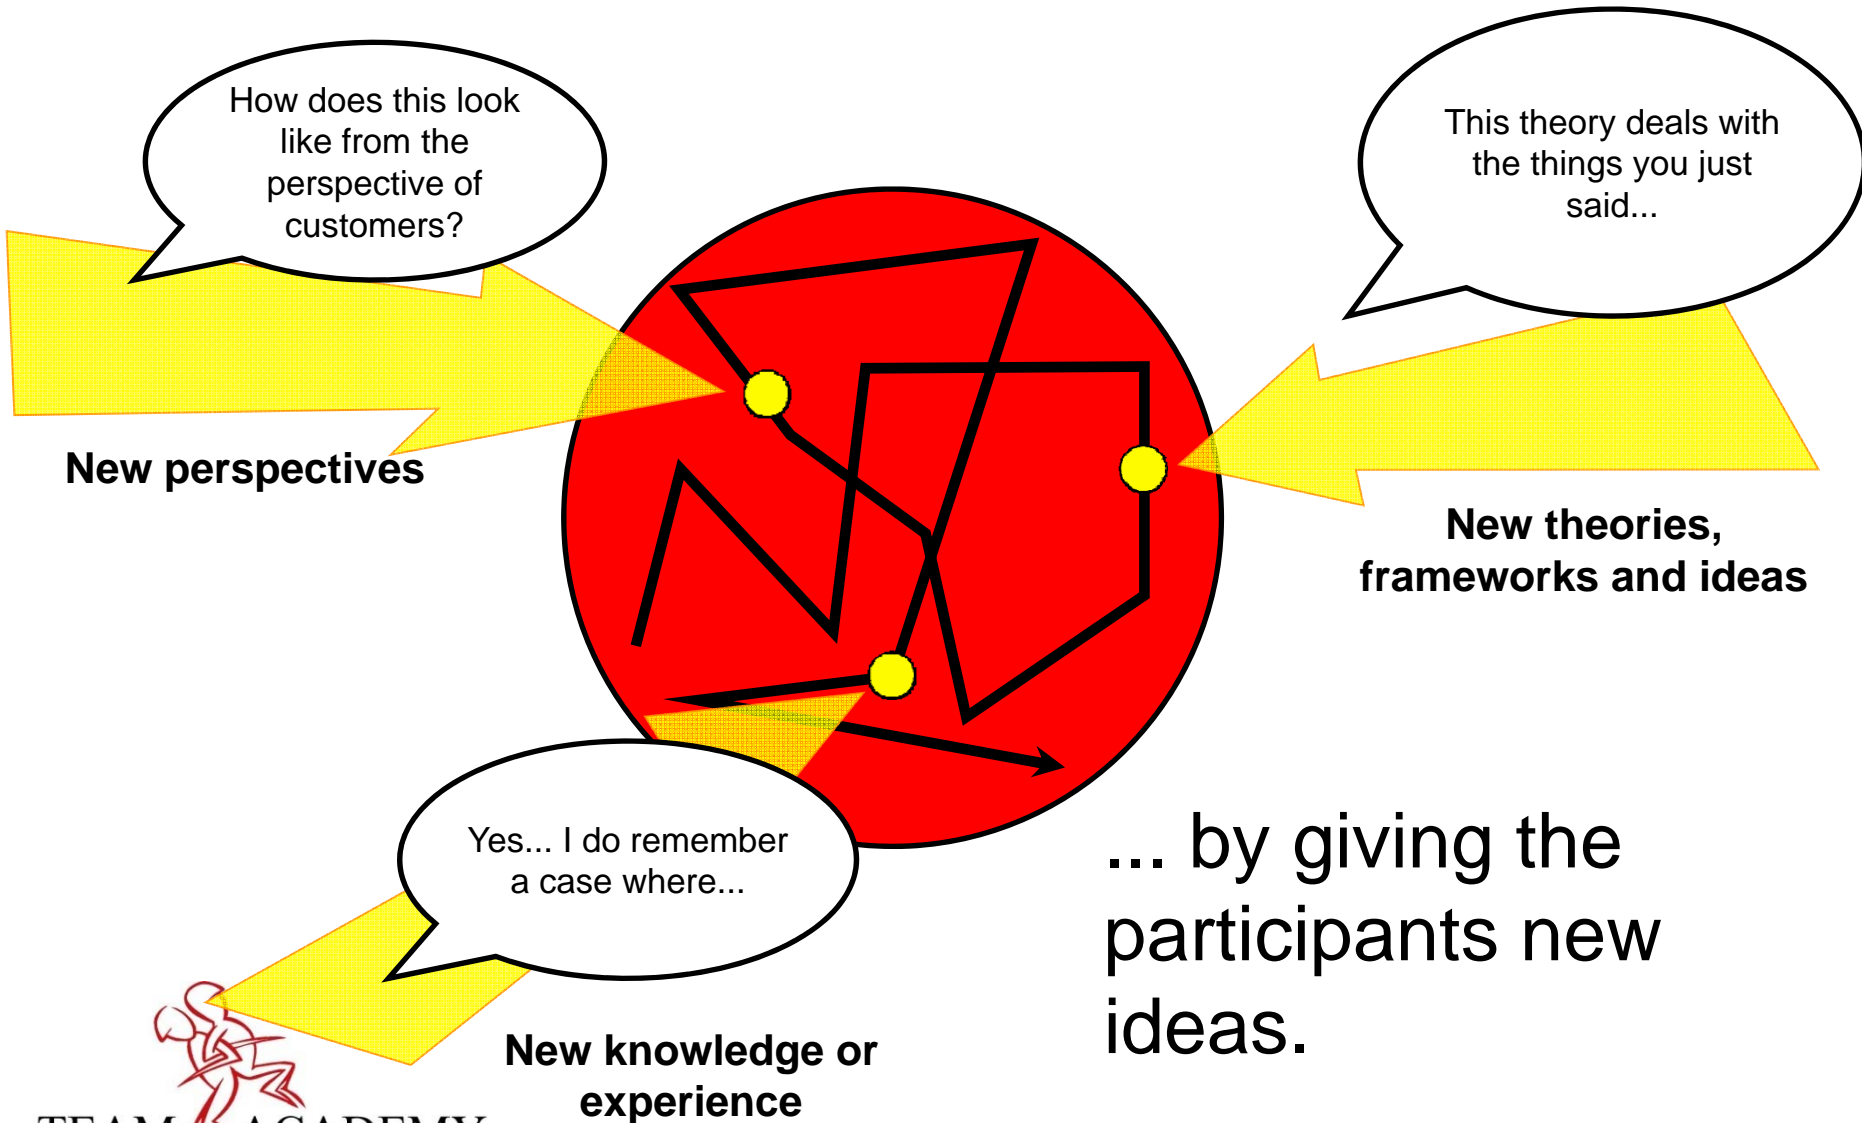 How does this look
like from the
perspective of
customers?
This theory deals with
the things you just
said...
New perspectives
New theories,
frameworks and ideas
Yes... I do remember
a case where...
... by giving the
participants new
ideas.
New knowledge or
experience
TEAM ACADEMY